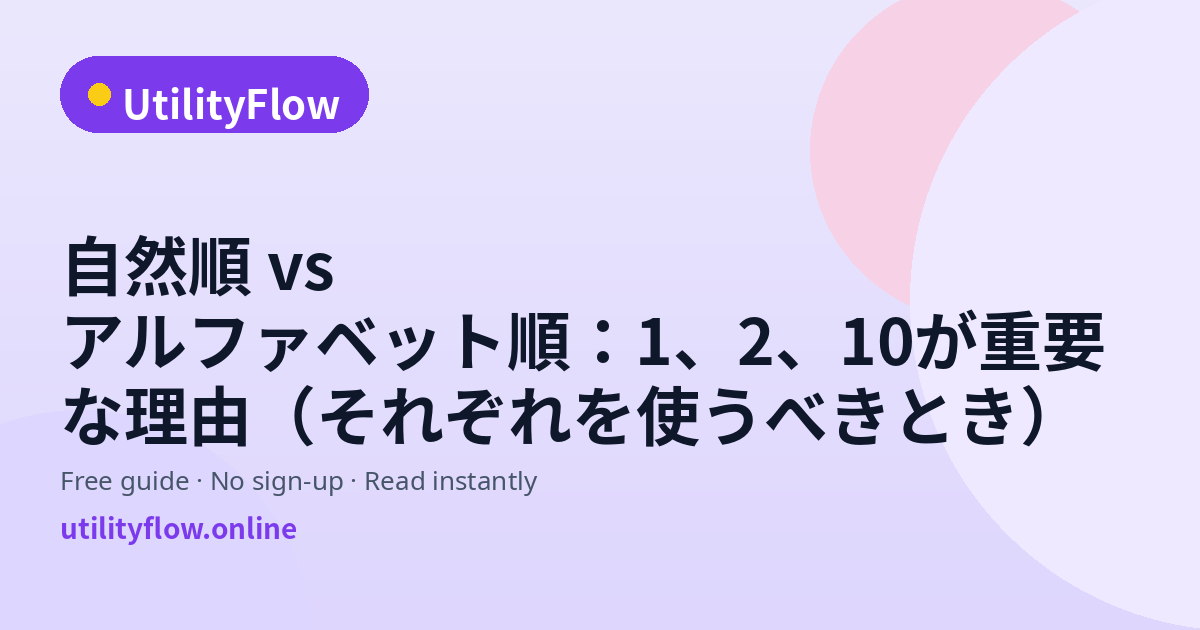 UtilityFlow
自然順 vs
アルファベット順：1、2、10が重要
な理由（それぞれを使うべきとき）
Free guide · No sign-up · Read instantly
utilityflow.online